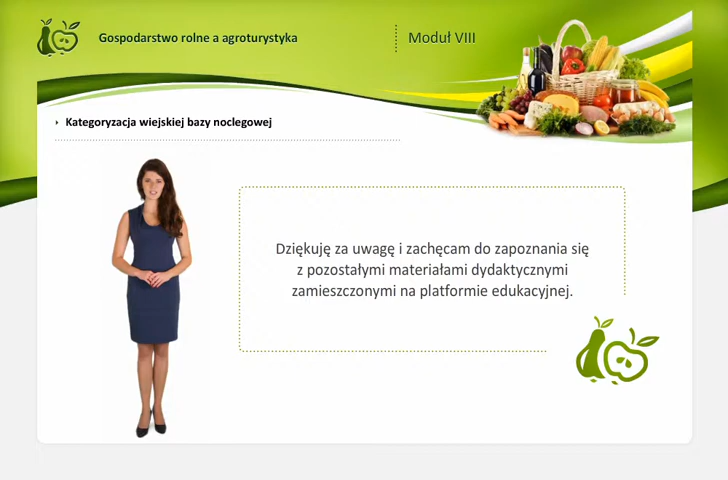 Gospodarstwo rolne a agroturystyka
Moduł VIII
Kategoryzacja wiejskiej bazy noclegowej
Dziękuję za uwagę i zachęcam do zapoznania się
z pozostałymi materiałami dydaktycznymi
zamieszczonymi na platformie edukacyjnej.